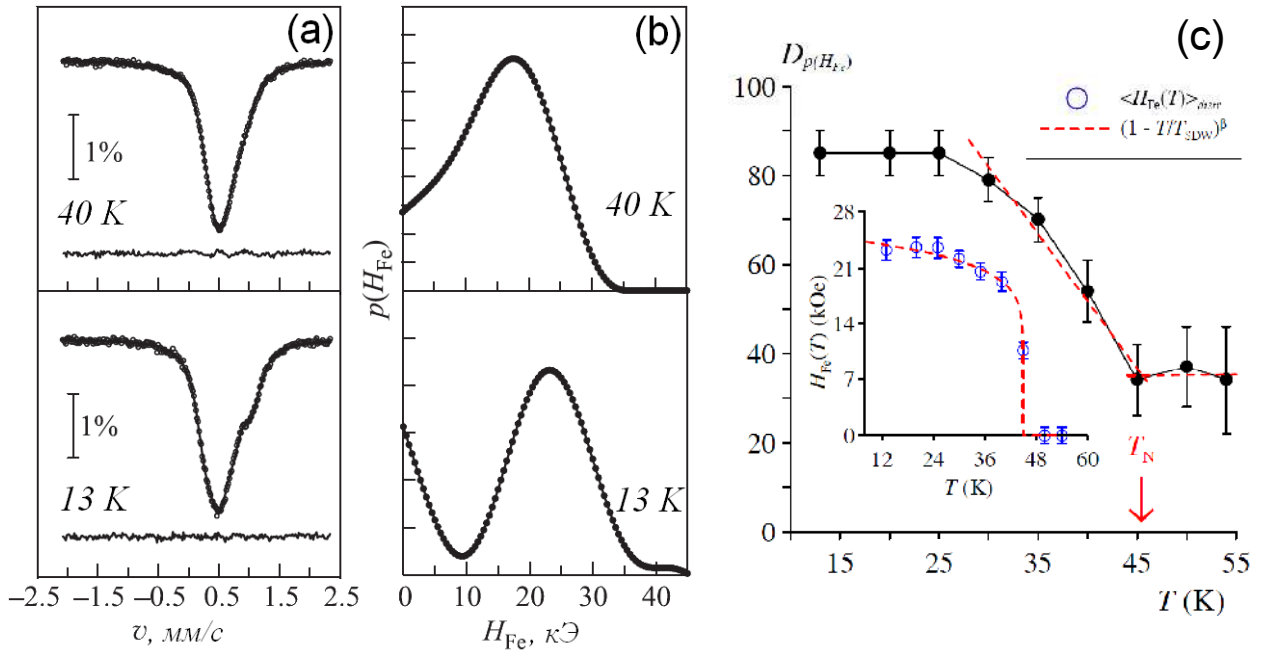 (a)
1%
40 K
1%
13 K
–2.5 –1.5 –0.5 0.5 1.5 2.5
v, мм/с
(b)
p(H_Fe)
40 K
13 K
0 10 20 30 40
H_Fe, кЭ
(c)
D_p(H_Fe)
100
80
60
40
20
0
<H_Fe(T)>
(1 - T/T_SDW)^β
28
21
14
7
0
H_Fe(T) (kOe)
12 24 36 48 60
T (K)
T_N
15 25 35 45 55
T (K)